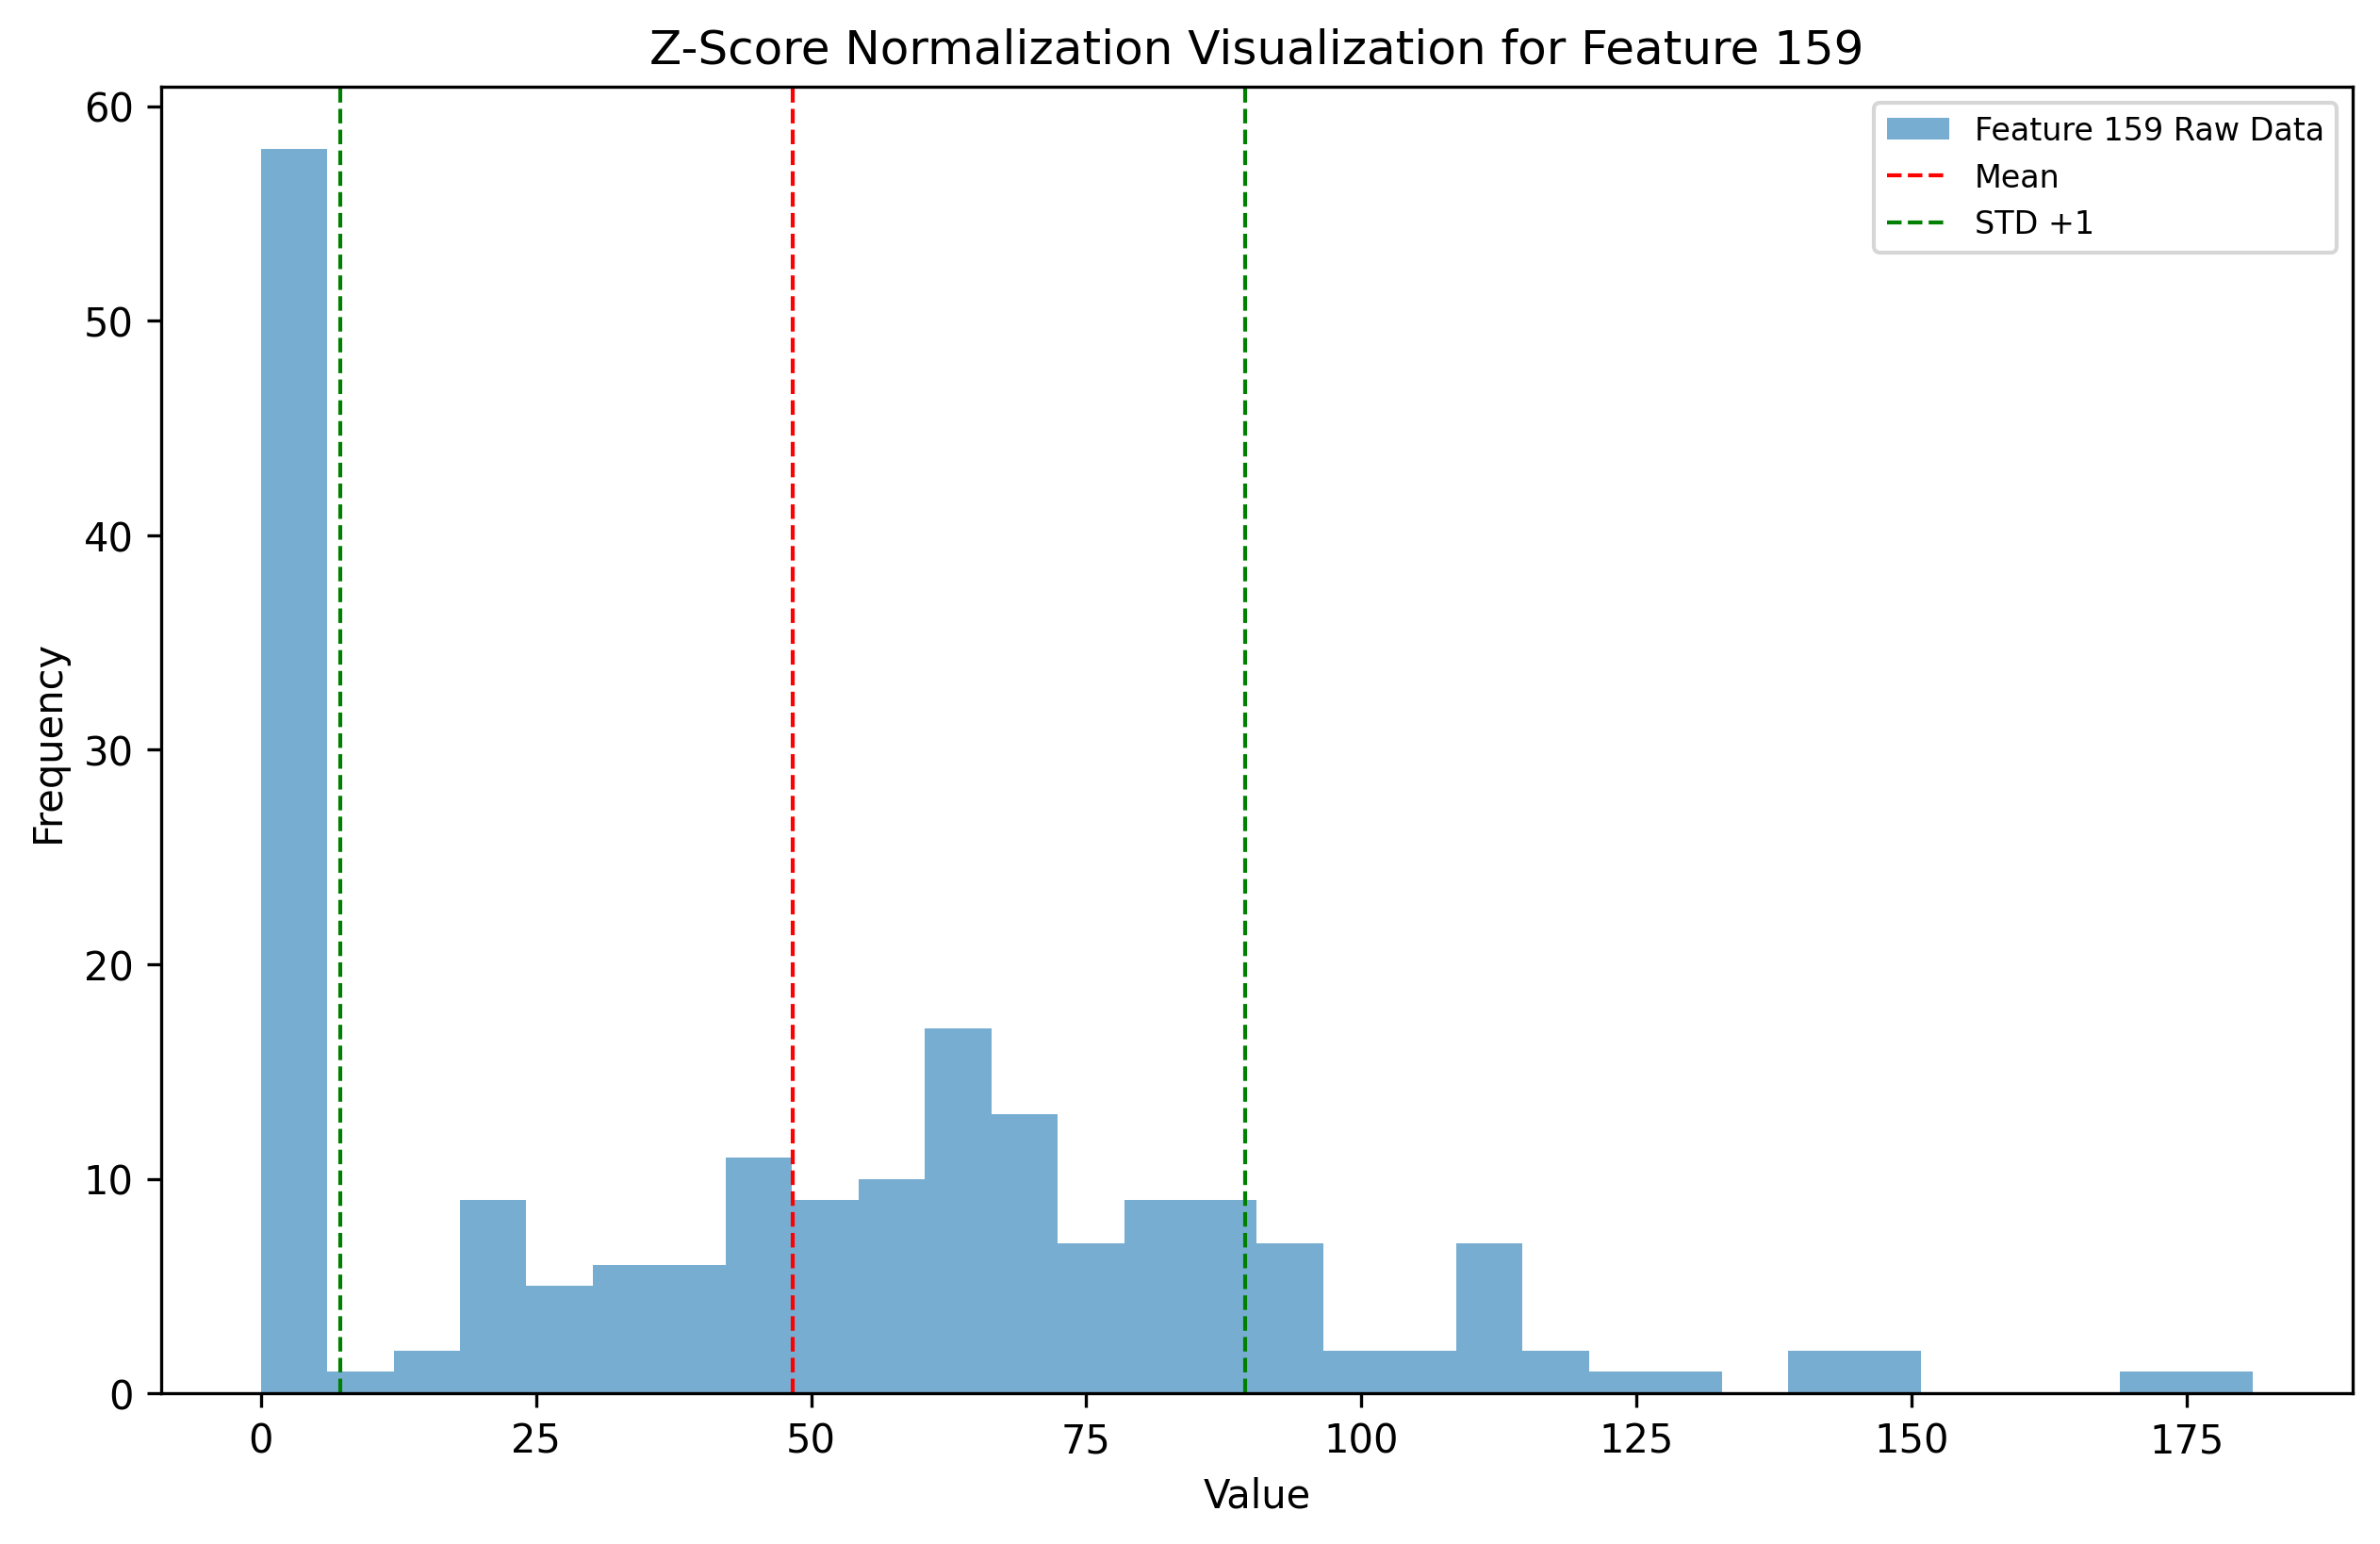 Z-Score Normalization Visualization for Feature 159
Feature 159 Raw Data
Mean
STD +1
Frequency
60
50
40
30
20
10
0
0 25 50 75 100 125 150 175
Value